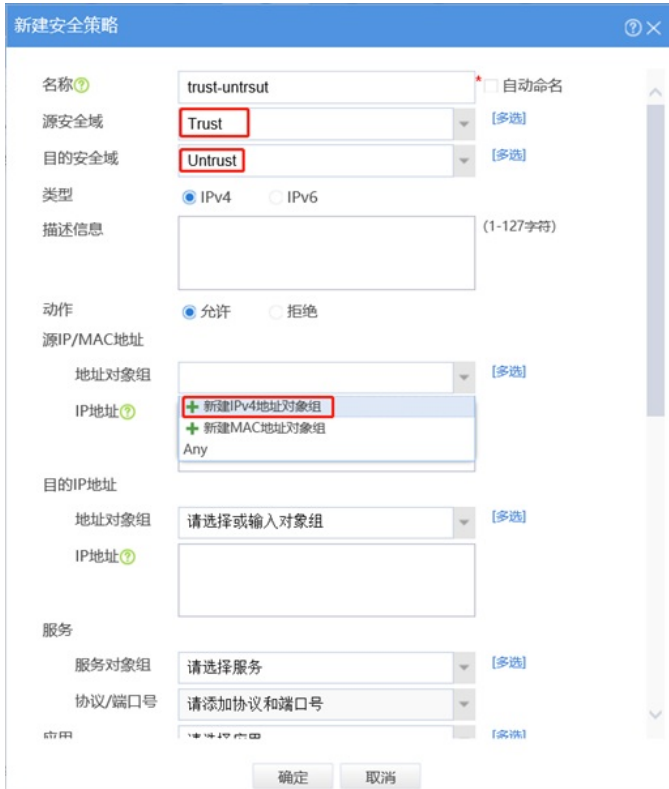 新建安全策略
名称 trust-untrsut * 自动命名
源安全域 Trust [多选]
目的安全域 Untrust [多选]
类型 IPv4 IPv6
描述信息 (1-127字符)
动作 允许 拒绝
源IP/MAC地址
地址对象组 [多选]
IP地址 新建IPv4地址对象组
新建MAC地址对象组
Any
目的IP地址
地址对象组 请选择或输入对象组 [多选]
IP地址
服务
服务对象组 请选择服务 [多选]
协议/端口号 请添加协议和端口号
应用 请选择应用 [多选]
确定 取消